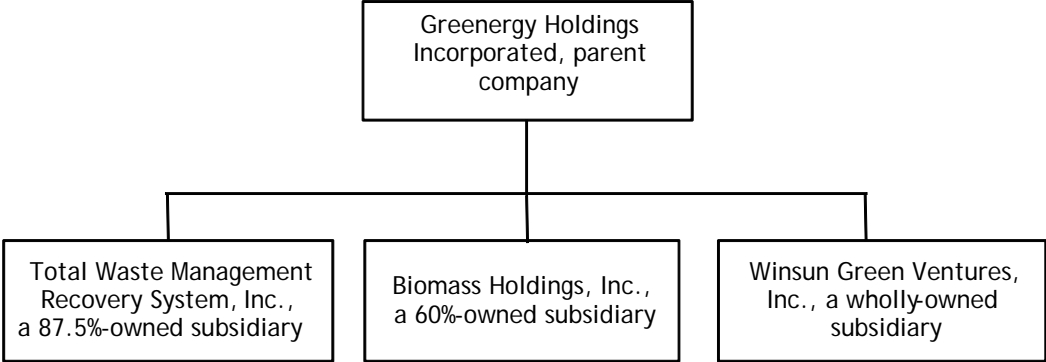 Greenergy Holdings
Incorporated, parent
company
Total Waste Management
Recovery System, Inc.,
a 87.5%-owned subsidiary
Biomass Holdings, Inc.,
a 60%-owned subsidiary
Winsun Green Ventures,
Inc., a wholly-owned
subsidiary